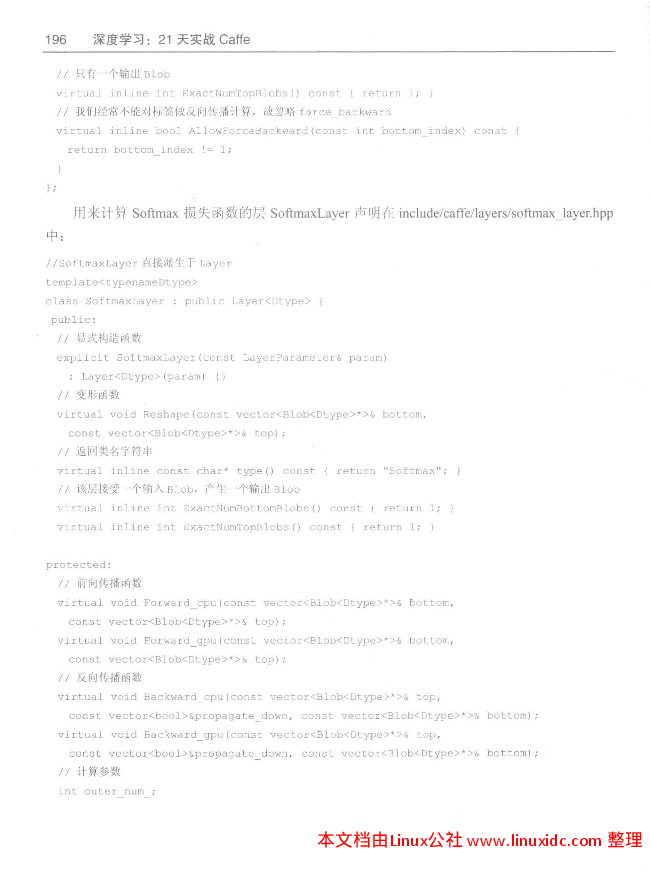 196 深度学习：21 天实战 Caffe
// 只有一个输出 Blob
virtual inline int ExactNumTopBlobs() const { return 1; }
// 我们经常不能对标签做反向传播计算，故忽略 force_backward
virtual inline bool AllowForceBackward(const int bottom_index) const {
return bottom_index != 1;
}
};
用来计算 Softmax 损失函数的层 SoftmaxLayer 声明在 include/caffe/layers/softmax_layer.hpp
中：
//SoftmaxLayer 直接派生于 Layer
template<typenameDtype>
class SoftmaxLayer : public Layer<Dtype> {
public:
// 显式构造函数
explicit SoftmaxLayer(const LayerParameter& param)
: Layer<Dtype>(param) {}
// 变形函数
virtual void Reshape(const vector<Blob<Dtype>*>& bottom,
const vector<Blob<Dtype>*>& top);
// 返回类名字符串
virtual inline const char* type() const { return "Softmax"; }
// 该层接受一个输入 Blob，产生一个输出 Blob
virtual inline int ExactNumBottomBlobs() const { return 1; }
virtual inline int ExactNumTopBlobs() const { return 1; }
protected:
// 前向传播函数
virtual void Forward_cpu(const vector<Blob<Dtype>*>& bottom,
const vector<Blob<Dtype>*>& top);
virtual void Forward_gpu(const vector<Blob<Dtype>*>& bottom,
const vector<Blob<Dtype>*>& top);
// 反向传播函数
virtual void Backward_cpu(const vector<Blob<Dtype>*>& top,
const vector<bool>&propagate_down, const vector<Blob<Dtype>*>& bottom);
virtual void Backward_gpu(const vector<Blob<Dtype>*>& top,
const vector<bool>&propagate_down, const vector<Blob<Dtype>*>& bottom);
// 计算参数
int outer_num_;
本文档由Linux公社 www.linuxidc.com 整理